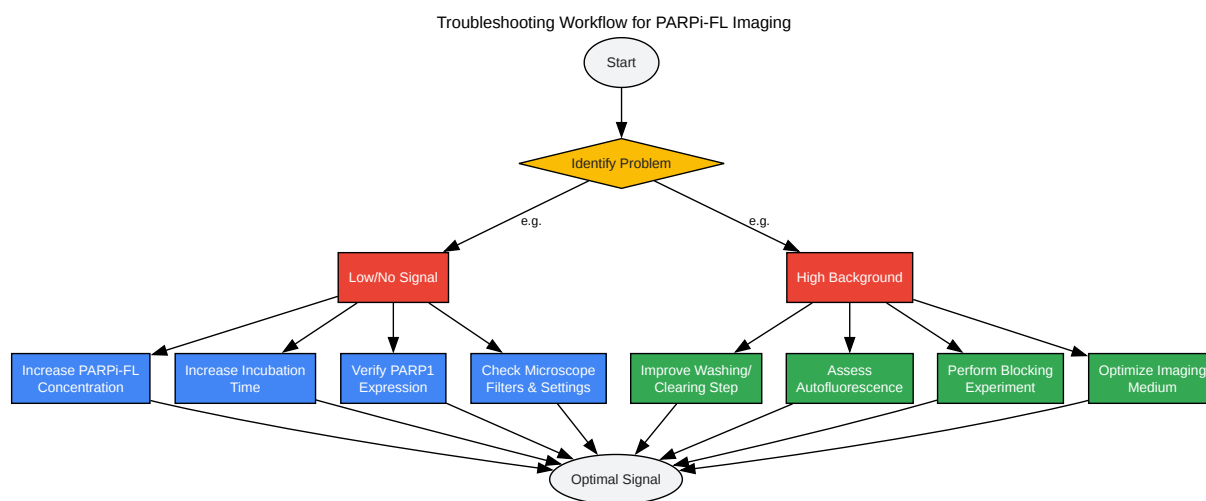 Troubleshooting Workflow for PARPi-FL Imaging
Start
Identify Problem
e.g.
e.g.
Low/No Signal
High Background
Increase PARPi-FL
Concentration
Increase Incubation
Time
Verify PARP1
Expression
Check Microscope
Filters & Settings
Improve Washing/
Clearing Step
Assess
Autofluorescence
Perform Blocking
Experiment
Optimize Imaging
Medium
Optimal Signal